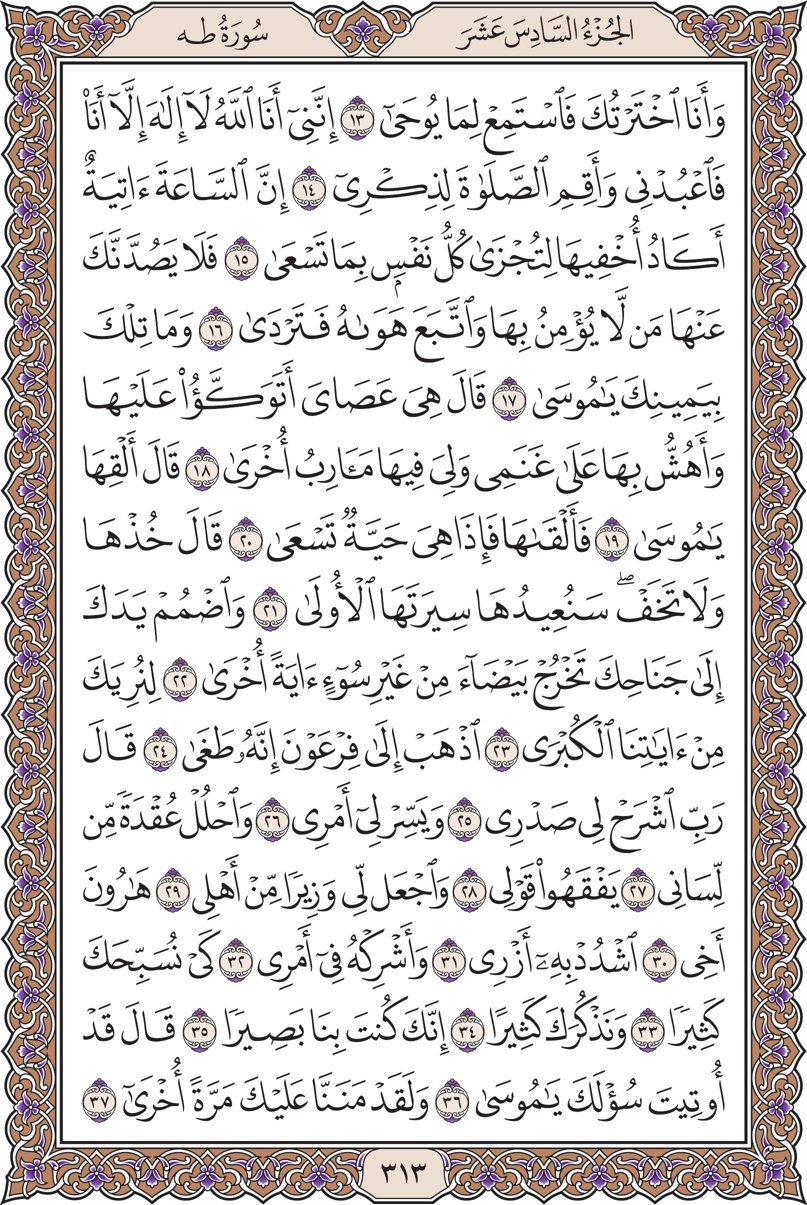 الجُزْءُ السَّادِسَ عَشَرَ
سُورَةُ طه
وَأَنَا ٱخْتَرْتُكَ فَٱسْتَمِعْ لِمَا يُوحَىٰٓ ١٣ إِنَّنِىٓ أَنَا ٱللَّهُ لَآ إِلَٰهَ إِلَّآ أَنَا۠
فَٱعْبُدْنِى وَأَقِمِ ٱلصَّلَوٰةَ لِذِكْرِىٓ ١٤ إِنَّ ٱلسَّاعَةَ ءَاتِيَةٌ
أَكَادُ أُخْفِيهَا لِتُجْزَىٰ كُلُّ نَفْسٍۭ بِمَا تَسْعَىٰ ١٥ فَلَا يَصُدَّنَّكَ
عَنْهَا مَن لَّا يُؤْمِنُ بِهَا وَٱتَّبَعَ هَوَىٰهُ فَتَرْدَىٰ ١٦ وَمَا تِلْكَ
بِيَمِينِكَ يَٰمُوسَىٰ ١٧ قَالَ هِىَ عَصَاىَ أَتَوَكَّؤُا۟ عَلَيْهَا
وَأَهُشُّ بِهَا عَلَىٰ غَنَمِى وَلِىَ فِيهَا مَـَٔارِبُ أُخْرَىٰ ١٨ قَالَ أَلْقِهَا
يَٰمُوسَىٰ ١٩ فَأَلْقَىٰهَا فَإِذَا هِىَ حَيَّةٌ تَسْعَىٰ ٢٠ قَالَ خُذْهَا
وَلَا تَخَفْ ۖ سَنُعِيدُهَا سِيرَتَهَا ٱلْأُولَىٰ ٢١ وَٱضْمُمْ يَدَكَ
إِلَىٰ جَنَاحِكَ تَخْرُجْ بَيْضَآءَ مِنْ غَيْرِ سُوٓءٍ ءَايَةً أُخْرَىٰ ٢٢ لِنُرِيَكَ
مِنْ ءَايَٰتِنَا ٱلْكُبْرَى ٢٣ ٱذْهَبْ إِلَىٰ فِرْعَوْنَ إِنَّهُۥ طَغَىٰ ٢٤ قَالَ
رَبِّ ٱشْرَحْ لِى صَدْرِى ٢٥ وَيَسِّرْ لِىٓ أَمْرِى ٢٦ وَٱحْلُلْ عُقْدَةً مِّن
لِّسَانِى ٢٧ يَفْقَهُوا۟ قَوْلِى ٢٨ وَٱجْعَل لِّى وَزِيرًا مِّنْ أَهْلِى ٢٩ هَٰرُونَ
أَخِى ٣٠ ٱشْدُدْ بِهِۦٓ أَزْرِى ٣١ وَأَشْرِكْهُ فِىٓ أَمْرِى ٣٢ كَىْ نُسَبِّحَكَ
كَثِيرًا ٣٣ وَنَذْكُرَكَ كَثِيرًا ٣٤ إِنَّكَ كُنتَ بِنَا بَصِيرًا ٣٥ قَالَ قَدْ
أُوتِيتَ سُؤْلَكَ يَٰمُوسَىٰ ٣٦ وَلَقَدْ مَنَنَّا عَلَيْكَ مَرَّةً أُخْرَىٰٓ ٣٧
٣١٣